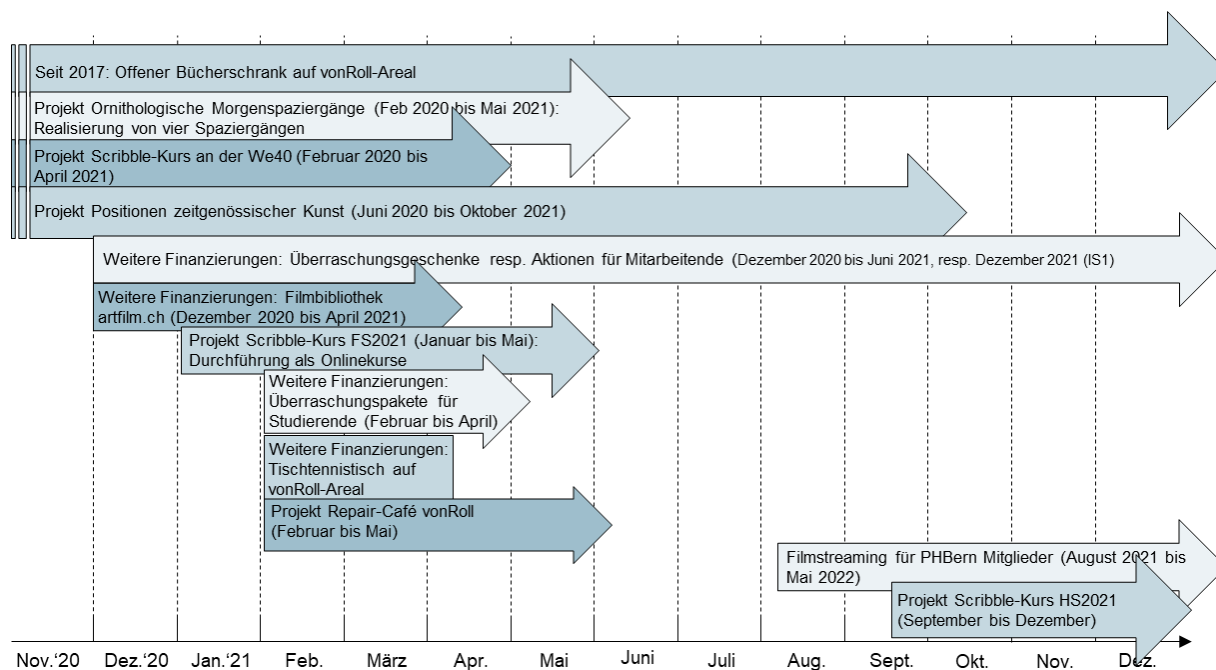 Seit 2017: Offener Bücherschrank auf vonRoll-Areal
Projekt Ornithologische Morgenspaziergänge (Feb 2020 bis Mai 2021):
Realisierung von vier Spaziergängen
Projekt Scribble-Kurs an der We40 (Februar 2020 bis
April 2021)
Projekt Positionen zeitgenössischer Kunst (Juni 2020 bis Oktober 2021)
Weitere Finanzierungen: Überraschungsgeschenke resp. Aktionen für Mitarbeitende (Dezember 2020 bis Juni 2021, resp. Dezember 2021 (IS1)
Weitere Finanzierungen: Filmbibliothek
artfilm.ch (Dezember 2020 bis April 2021)
Projekt Scribble-Kurs FS2021 (Januar bis Mai):
Durchführung als Onlinekurse
Weitere Finanzierungen:
Überraschungspakete für
Studierende (Februar bis April)
Weitere Finanzierungen:
Tischtennistisch auf
vonRoll-Areal
Projekt Repair-Café vonRoll
(Februar bis Mai)
Filmstreaming für PHBern Mitglieder (August 2021 bis
Mai 2022)
Projekt Scribble-Kurs HS2021
(September bis Dezember)
Nov.‘20 Dez.‘20 Jan.‘21 Feb. März Apr. Mai Juni Juli Aug. Sept. Okt. Nov. Dez.